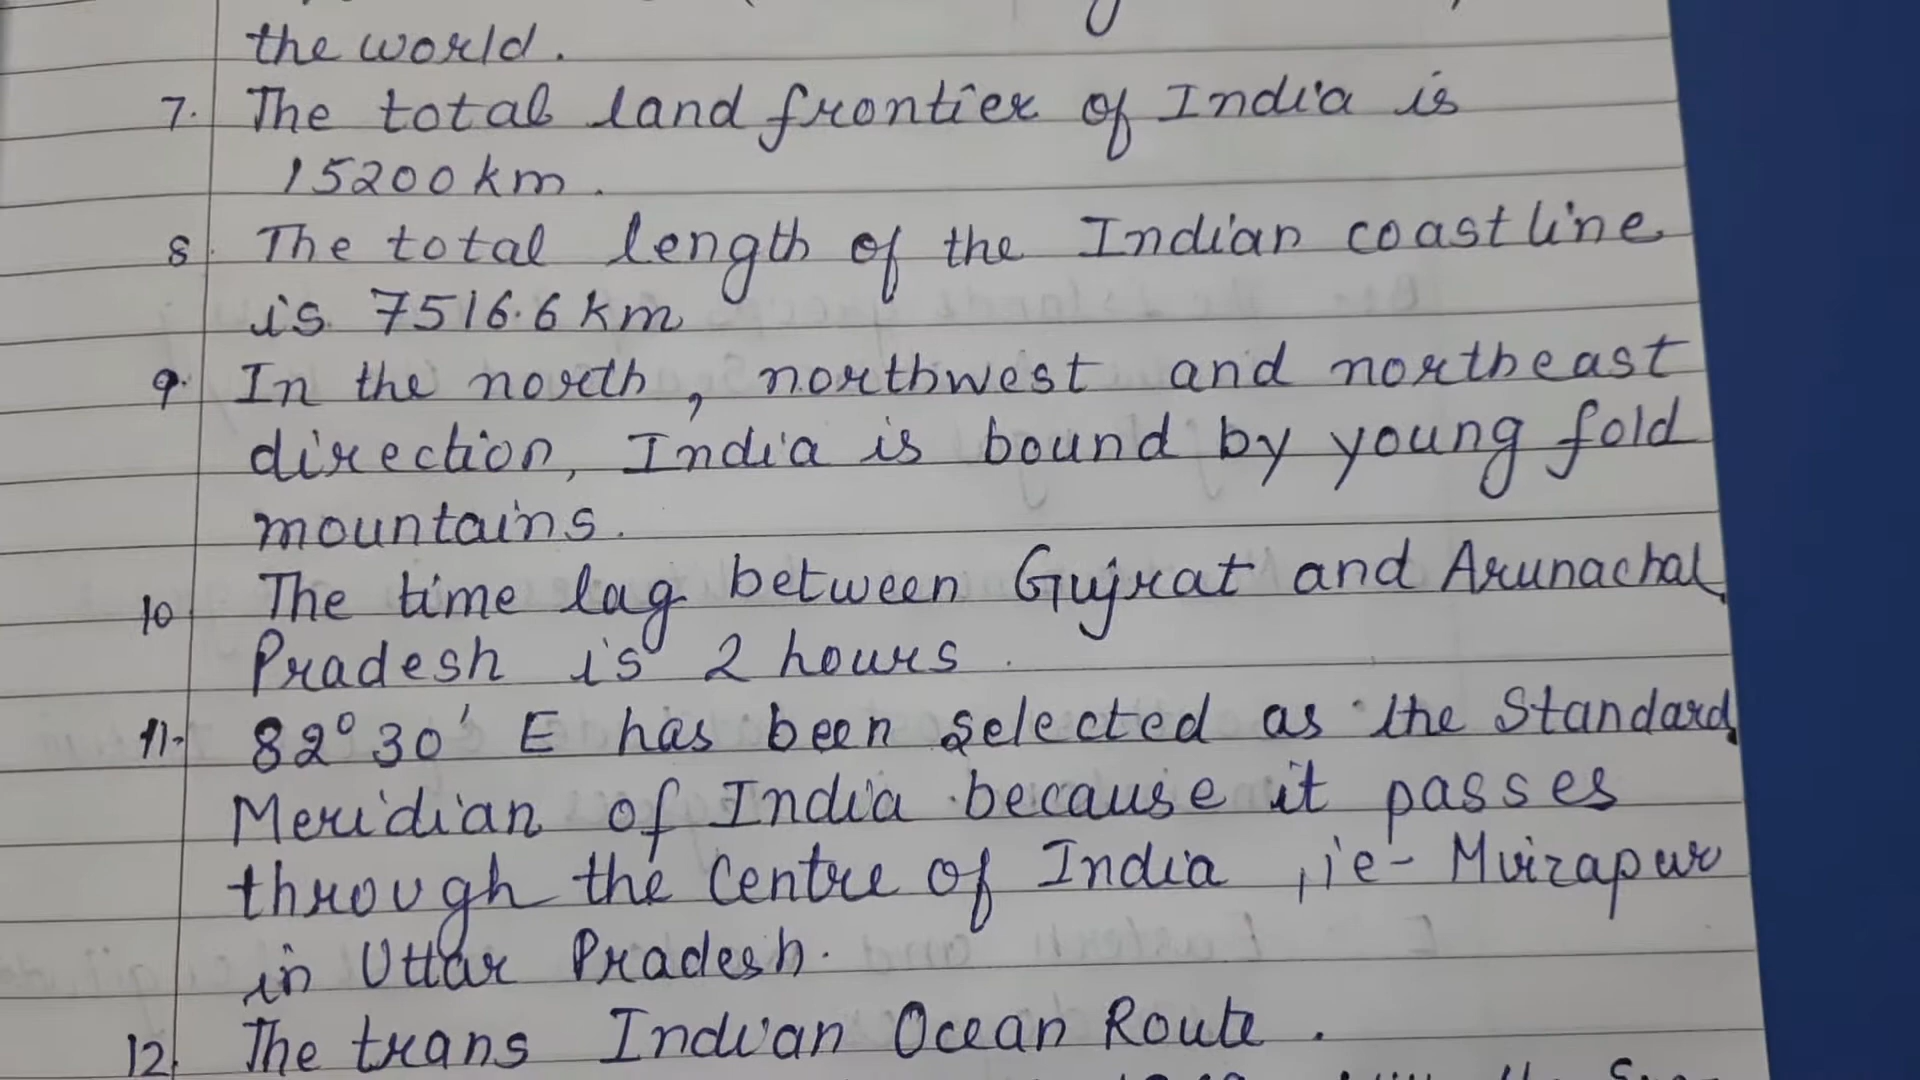 the world.
7. The total land frontier of India is
15200 km.
8. The total length of the Indian coastline
is 7516.6 km
9. In the north, northwest and northeast
direction, India is bound by young fold
mountains.
10 The time lag between Gujrat and Arunachal
Pradesh is 2 hours.
11. 82° 30' E has been selected as the Standard
Meridian of India because it passes
through the Centre of India, ie- Mirzapur
in Uttar Pradesh.
12. The trans Indian Ocean Route.